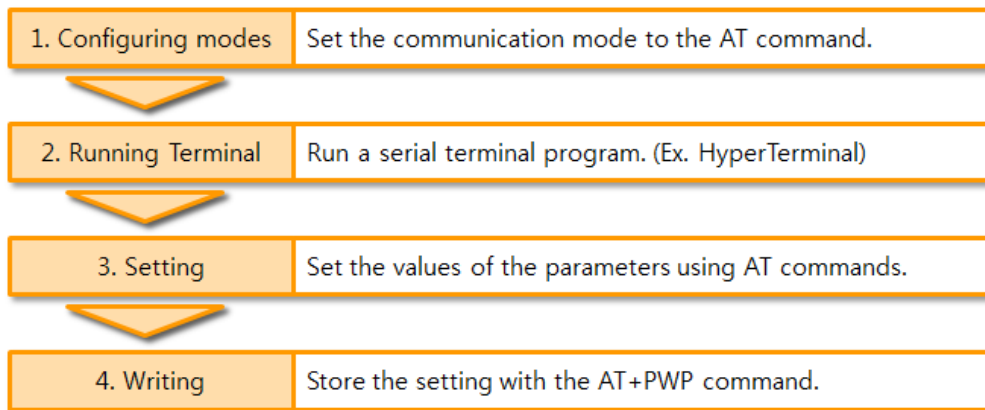 1. Configuring modes Set the communication mode to the AT command.
2. Running Terminal Run a serial terminal program. (Ex. HyperTerminal)
3. Setting Set the values of the parameters using AT commands.
4. Writing Store the setting with the AT+PWP command.